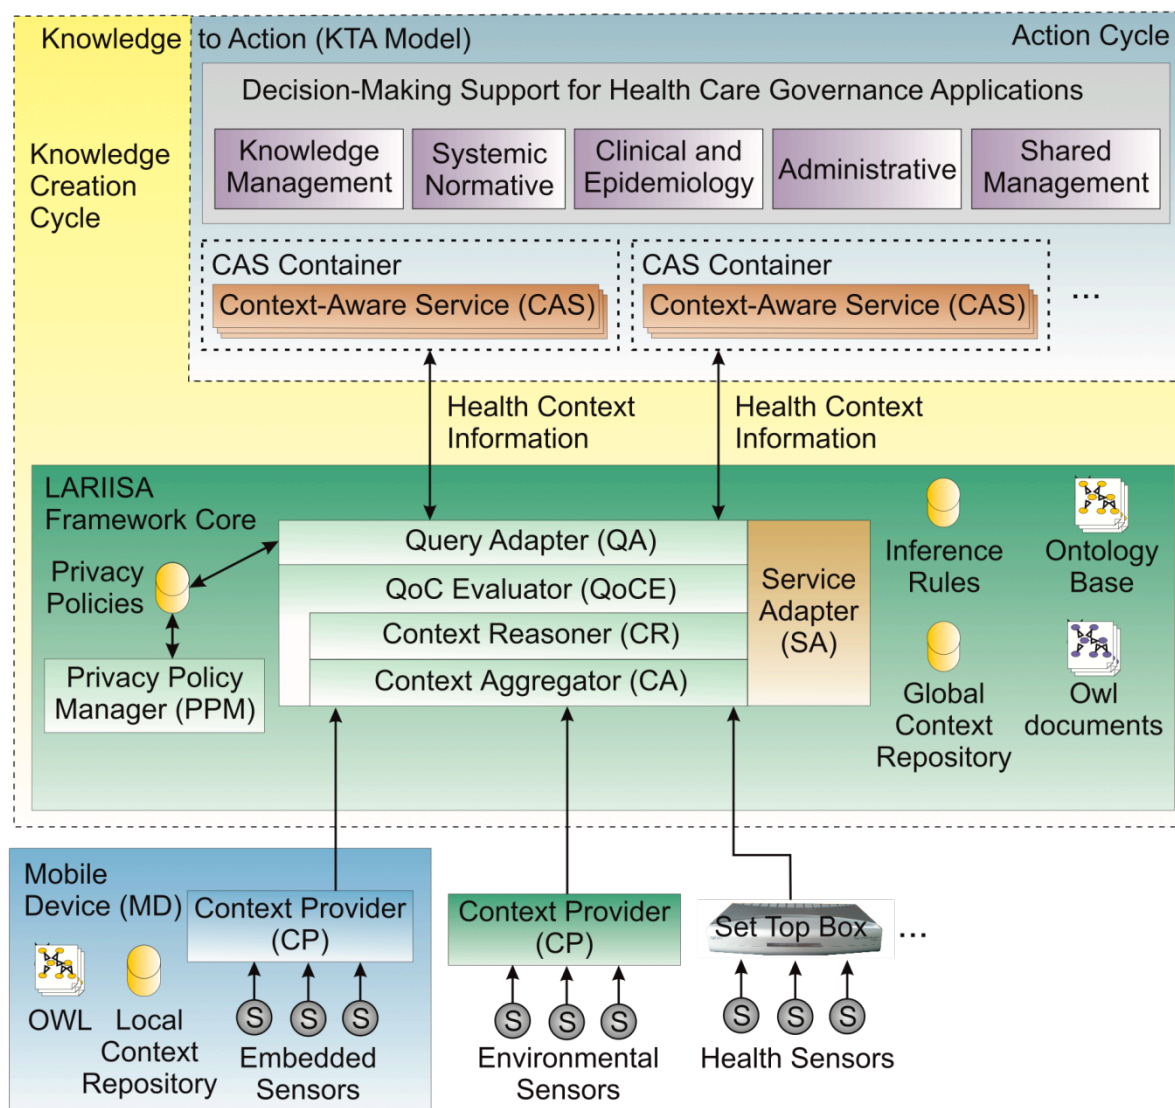 Knowledge to Action (KTA Model)
Action Cycle
Decision-Making Support for Health Care Governance Applications
Knowledge
Management
Systemic
Normative
Clinical and
Epidemiology
Administrative
Shared
Management
Knowledge
Creation
Cycle
CAS Container
Context-Aware Service (CAS)
CAS Container
Context-Aware Service (CAS)
...
Health Context
Information
Health Context
Information
LARIISA
Framework Core
Privacy
Policies
Privacy Policy
Manager (PPM)
Query Adapter (QA)
QoC Evaluator (QoCE)
Context Reasoner (CR)
Context Aggregator (CA)
Service
Adapter
(SA)
Inference
Rules
Ontology
Base
Global
Context
Repository
Owl
documents
Mobile
Device (MD)
Context Provider
(CP)
OWL
Local
Context
Repository
S S S
Embedded
Sensors
Context Provider
(CP)
S S S
Environmental
Sensors
Set Top Box
...
S S S
Health Sensors